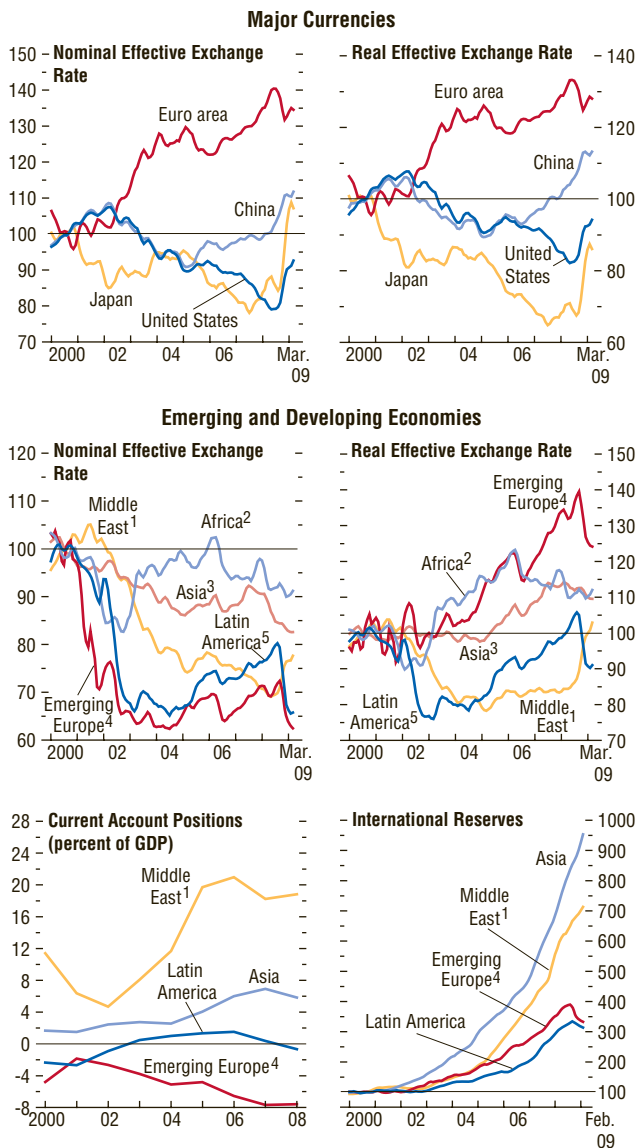 Major Currencies
Nominal Effective Exchange
Rate
150
140
130
120
110
100
90
80
70
Euro area
China
Japan
United States
2000 02 04 06 Mar.
09
Real Effective Exchange Rate
140
120
100
80
60
Euro area
China
United
States
Japan
2000 02 04 06 Mar.
09
Emerging and Developing Economies
Nominal Effective Exchange
Rate
120
110
100
90
80
70
60
Middle
East1
Africa2
Asia3
Latin
America5
Emerging
Europe4
2000 02 04 06 Mar.
09
Real Effective Exchange Rate
150
140
130
120
110
100
90
80
70
Emerging
Europe4
Africa2
Asia3
Latin
America5
Middle
East1
2000 02 04 06 Mar.
09
Current Account Positions
(percent of GDP)
28
24
20
16
12
8
4
0
-4
-8
Middle
East1
Latin
America
Asia
Emerging Europe4
2000 02 04 06 08
International Reserves
1000
900
800
700
600
500
400
300
200
100
Asia
Middle
East1
Emerging
Europe4
Latin America
2000 02 04 06 Feb.
09